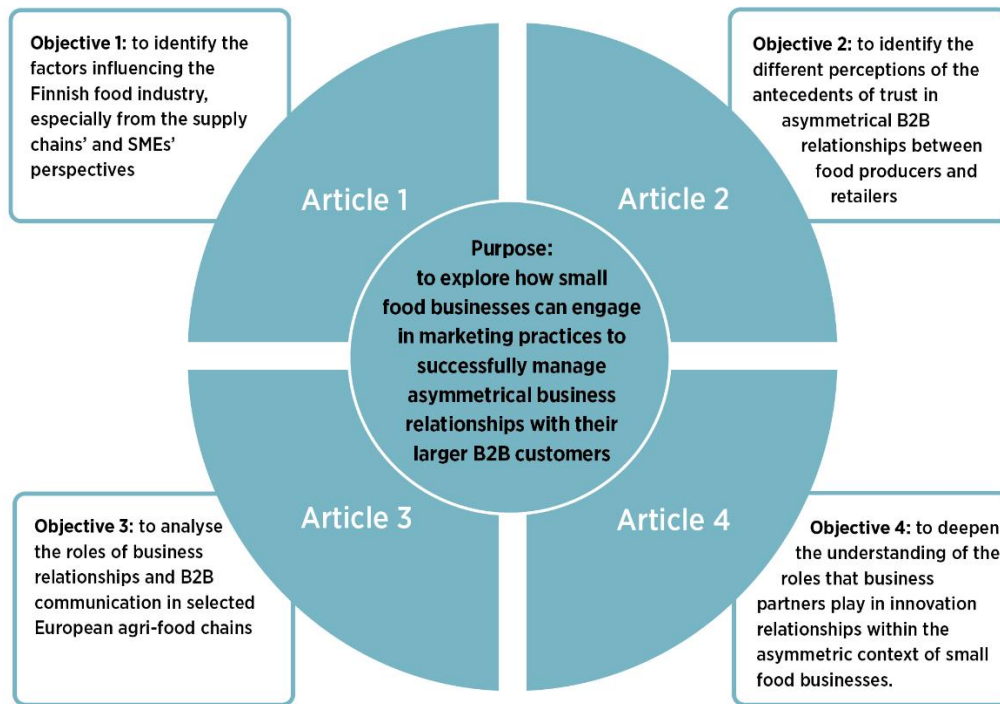 Objective 1: to identify the
factors influencing the
Finnish food industry,
especially from the supply
chains’ and SMEs’
perspectives
Objective 2: to identify the
different perceptions of the
antecedents of trust in
asymmetrical B2B
relationships between
food producers and
retailers
Article 1
Article 2
Purpose:
to explore how small
food businesses can engage
in marketing practices to
successfully manage
asymmetrical business
relationships with their
larger B2B customers
Article 3
Article 4
Objective 3: to analyse
the roles of business
relationships and B2B
communication in selected
European agri-food chains
Objective 4: to deepen
the understanding of the
roles that business
partners play in innovation
relationships within the
asymmetric context of small
food businesses.